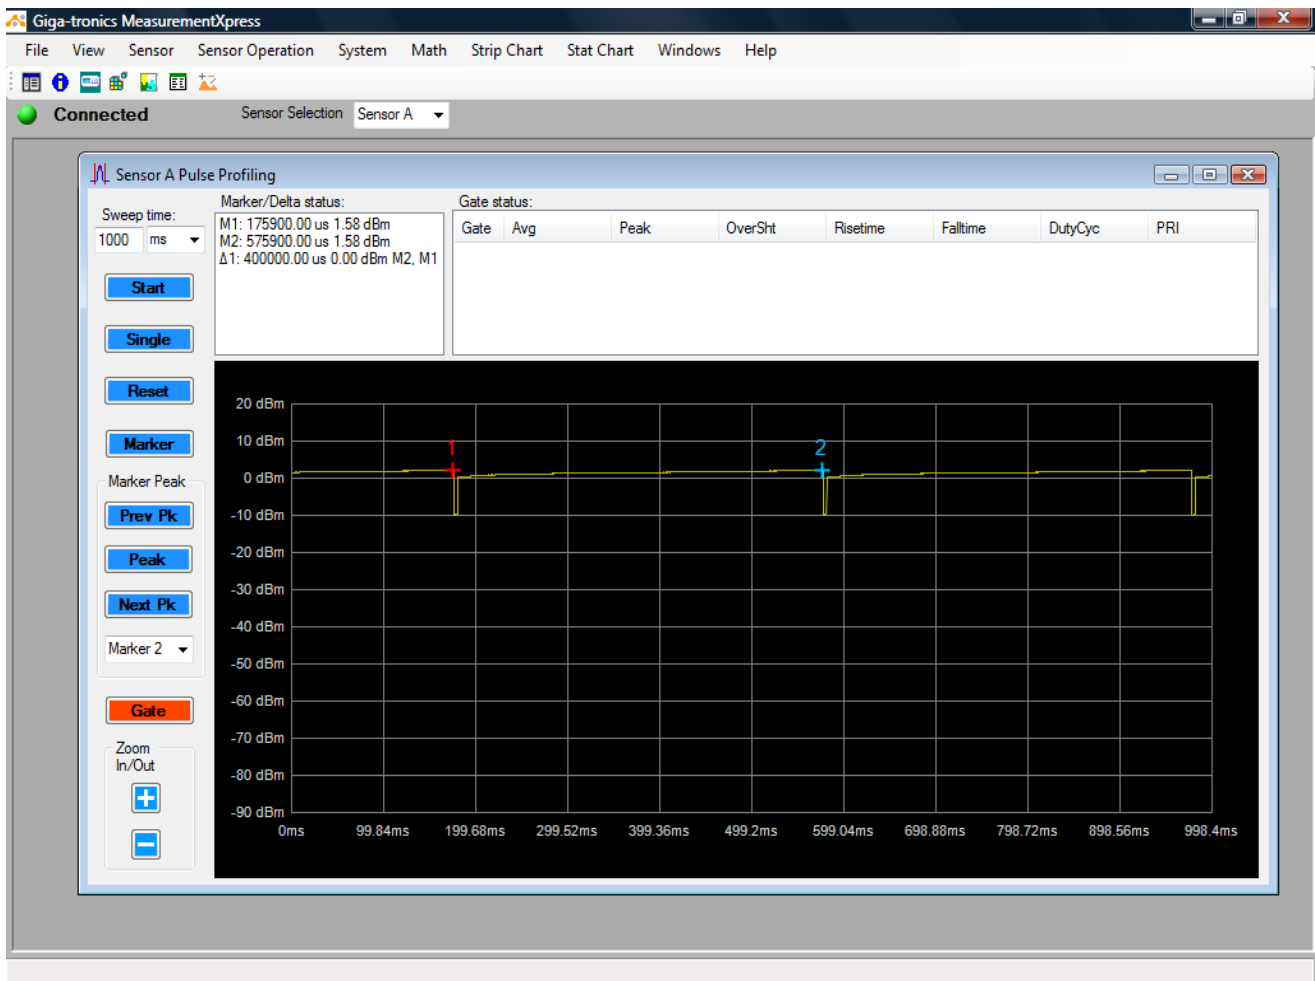 Giga-tronics MeasurementXpress
File View Sensor Sensor Operation System Math Strip Chart Stat Chart Windows Help
Connected Sensor Selection Sensor A
Sensor A Pulse Profiling
Sweep time:
1000 ms
Marker/Delta status:
M1: 175900.00 us 1.58 dBm
M2: 575900.00 us 1.58 dBm
Δ1: 400000.00 us 0.00 dBm M2, M1
Gate status:
Gate Avg Peak OverSht Risetime Falltime DutyCyc PRI
Start
Single
Reset
Marker
Marker Peak
Prev Pk
Peak
Next Pk
Marker 2
Gate
Zoom
In/Out
20 dBm
10 dBm
0 dBm
-10 dBm
-20 dBm
-30 dBm
-40 dBm
-50 dBm
-60 dBm
-70 dBm
-80 dBm
-90 dBm
1
2
0ms 99.84ms 199.68ms 299.52ms 399.36ms 499.2ms 599.04ms 698.88ms 798.72ms 898.56ms 998.4ms